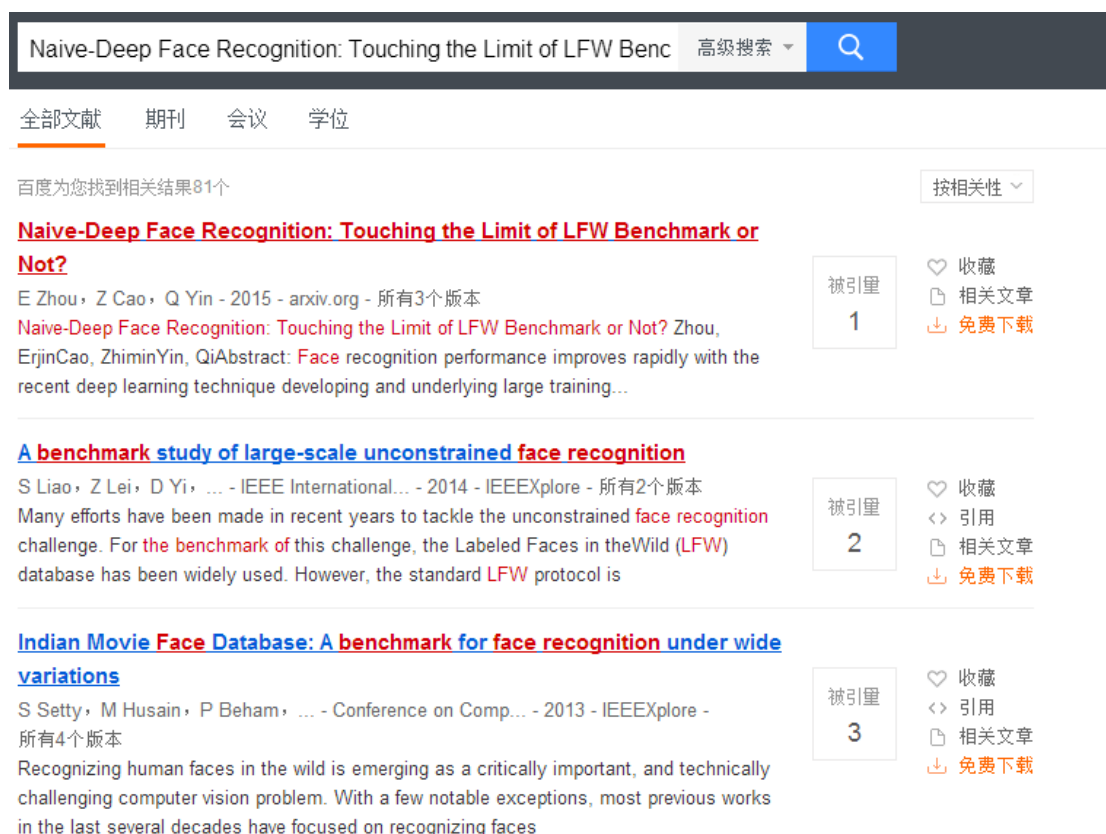 Naive-Deep Face Recognition: Touching the Limit of LFW Benc 高级搜索
全部文献 期刊 会议 学位
百度为您找到相关结果81个 按相关性
Naive-Deep Face Recognition: Touching the Limit of LFW Benchmark or
Not?
E Zhou，Z Cao，Q Yin - 2015 - arxiv.org - 所有3个版本
Naive-Deep Face Recognition: Touching the Limit of LFW Benchmark or Not? Zhou,
ErjinCao, ZhiminYin, QiAbstract: Face recognition performance improves rapidly with the
recent deep learning technique developing and underlying large training...
被引量
1
收藏
相关文章
免费下载
A benchmark study of large-scale unconstrained face recognition
S Liao，Z Lei，D Yi，... - IEEE International... - 2014 - IEEEXplore - 所有2个版本
Many efforts have been made in recent years to tackle the unconstrained face recognition
challenge. For the benchmark of this challenge, the Labeled Faces in theWild (LFW)
database has been widely used. However, the standard LFW protocol is
被引量
2
收藏
引用
相关文章
免费下载
Indian Movie Face Database: A benchmark for face recognition under wide
variations
S Setty，M Husain，P Beham，... - Conference on Comp... - 2013 - IEEEXplore -
所有4个版本
Recognizing human faces in the wild is emerging as a critically important, and technically
challenging computer vision problem. With a few notable exceptions, most previous works
in the last several decades have focused on recognizing faces
被引量
3
收藏
引用
相关文章
免费下载